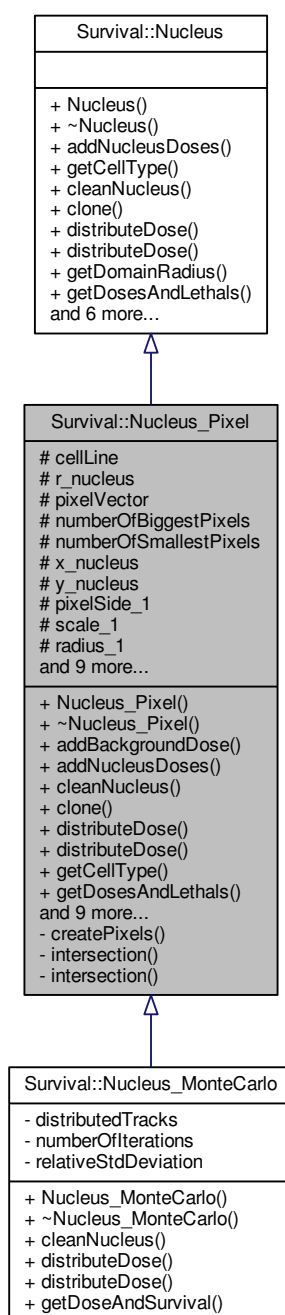 Survival::Nucleus
+ Nucleus()
+ ~Nucleus()
+ addNucleusDoses()
+ getCellType()
+ cleanNucleus()
+ clone()
+ distributeDose()
+ distributeDose()
+ getDomainRadius()
+ getDosesAndLethals()
and 6 more...
Survival::Nucleus_Pixel
# cellLine
# r_nucleus
# pixelVector
# numberOfBiggestPixels
# numberOfSmallestPixels
# x_nucleus
# y_nucleus
# pixelSide_1
# scale_1
# radius_1
and 9 more...
+ Nucleus_Pixel()
+ ~Nucleus_Pixel()
+ addBackgroundDose()
+ addNucleusDoses()
+ cleanNucleus()
+ clone()
+ distributeDose()
+ distributeDose()
+ getCellType()
+ getDosesAndLethals()
and 9 more...
- createPixels()
- intersection()
- intersection()
Survival::Nucleus_MonteCarlo
- distributedTracks
- numberOfIterations
- relativeStdDeviation
+ Nucleus_MonteCarlo()
+ ~Nucleus_MonteCarlo()
+ cleanNucleus()
+ distributeDose()
+ distributeDose()
+ getDoseAndSurvival()